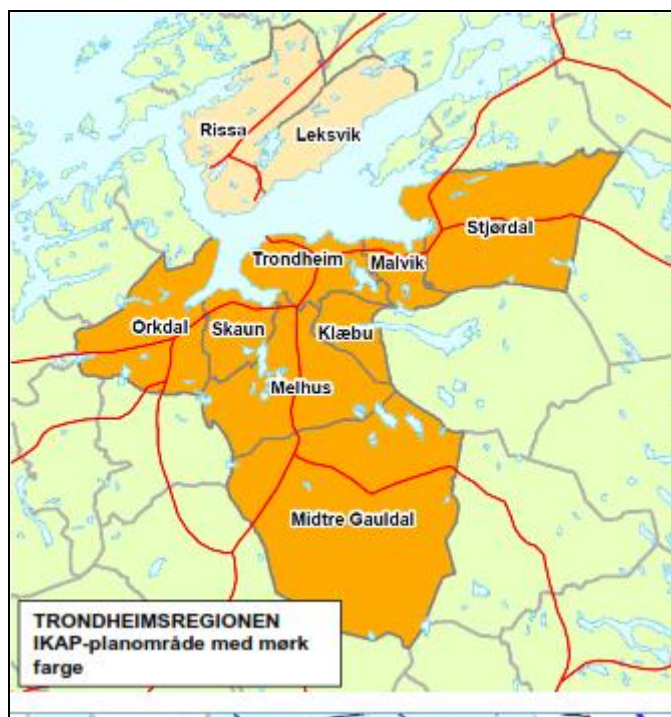 Rissa
Leksvik
Stjørdal
Trondheim
Malvik
Orkdal
Skaun
Klæbu
Melhus
Midtre Gauldal
TRONDHEIMSREGIONEN
IKAP-planområde med mørk
farge